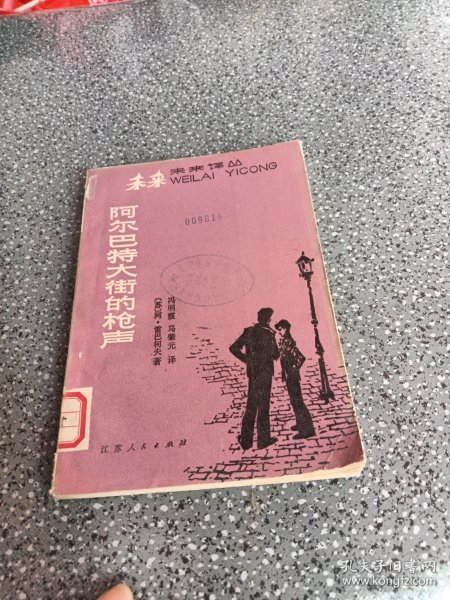 未来
未来译丛
WEILAI YICONG
008016
阿尔巴特大街的枪声
〔苏〕阿·雷巴柯夫著
冯明霞 马肇元 译
江苏人民出版社
孔夫子旧书网
www.kongfz.com